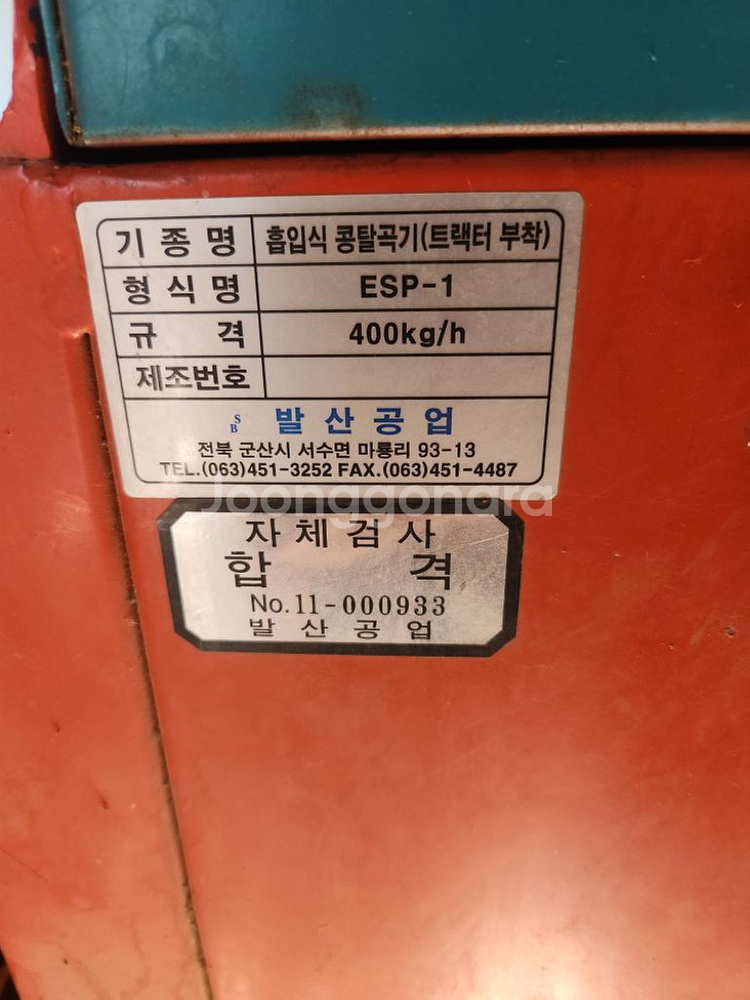 기종명 흡입식 콩탈곡기(트랙터 부착)
형식명 ESP-1
규격 400kg/h
제조번호
SB 발산공업
전북 군산시 서수면 마룡리 93-13
TEL.(063)451-3252 FAX.(063)451-4487
Joonggonara
자체검사
합격
No.11-000933
발산공업